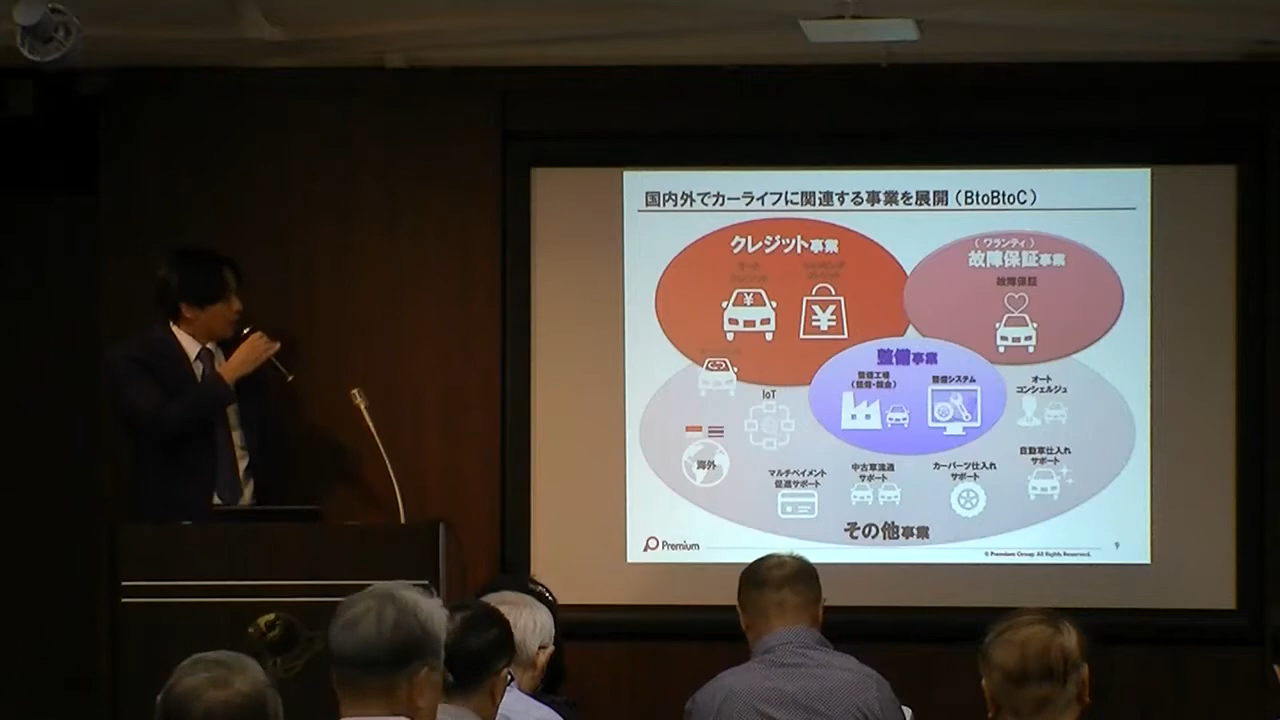 国内外でカーライフに関連する事業を展開（BtoBtoC）
クレジット事業
（ワランティ）
故障保証事業
故障保証
整備事業
整備工場
（整備・鈑金）
整備システム
オート
コンシェルジュ
IoT
海外
マルチペイメント
促進サポート
中古車流通
サポート
カーパーツ仕入れ
サポート
自動車仕入れ
サポート
その他事業
Premium
© Premium Group All Rights Reserved.
9